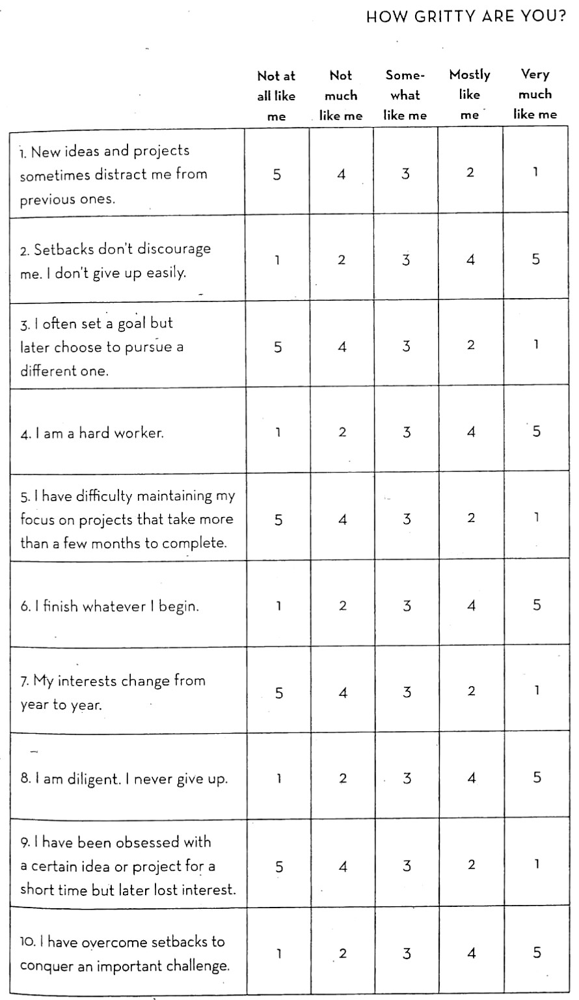 HOW GRITTY ARE YOU?
Not at all like me
Not much like me
Some-what like me
Mostly like me
Very much like me
1. New ideas and projects
sometimes distract me from
previous ones.
5 4 3 2 1
2. Setbacks don't discourage
me. I don't give up easily.
1 2 3 4 5
3. I often set a goal but
later choose to pursue a
different one.
5 4 3 2 1
4. I am a hard worker.
1 2 3 4 5
5. I have difficulty maintaining my
focus on projects that take more
than a few months to complete.
5 4 3 2 1
6. I finish whatever I begin.
1 2 3 4 5
7. My interests change from
year to year.
5 4 3 2 1
8. I am diligent. I never give up.
1 2 3 4 5
9. I have been obsessed with
a certain idea or project for a
short time but later lost interest.
5 4 3 2 1
10. I have overcome setbacks to
conquer an important challenge.
1 2 3 4 5